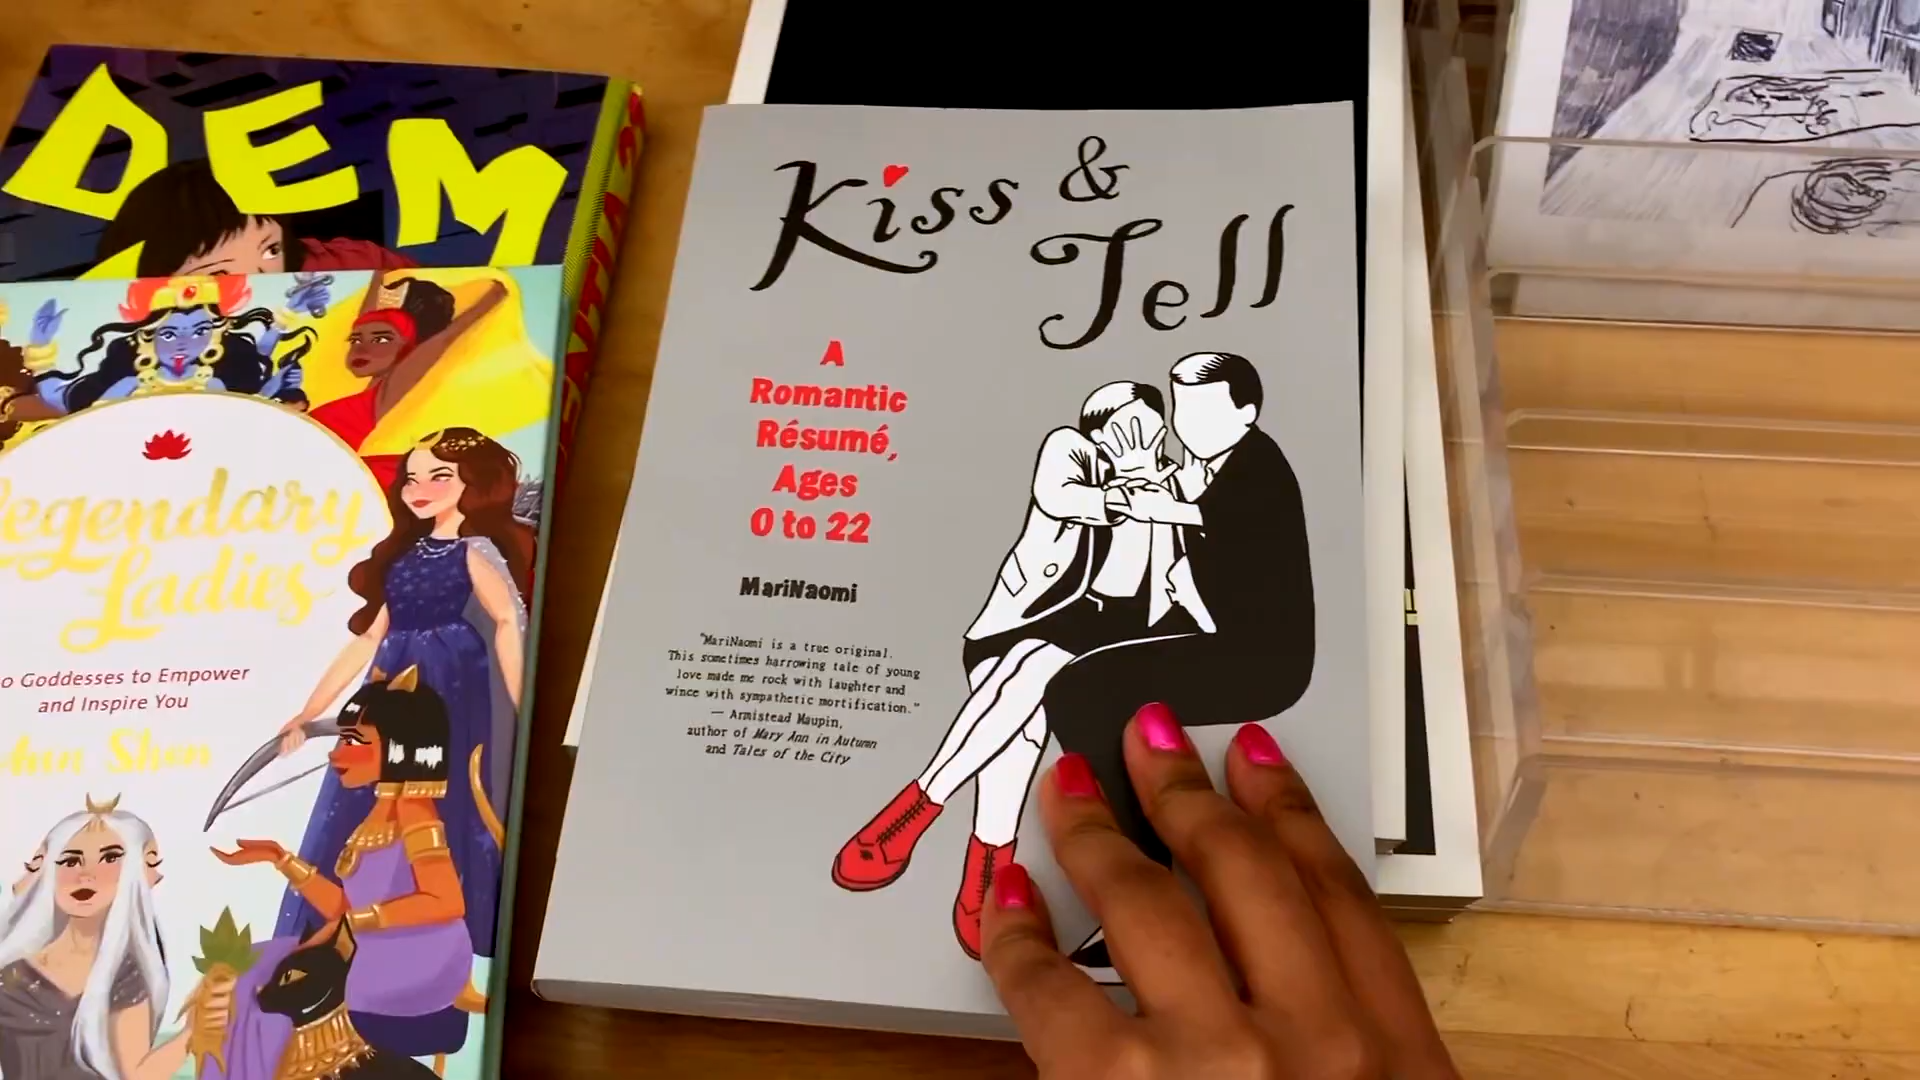 DEM
Legendary
Ladies
Goddesses to Empower
and Inspire You
Ann Shen
Kiss &
Tell
A
Romantic
Résumé,
Ages
0 to 22
MariNaomi
"MariNaomi is a true original.
This sometimes harrowing tale of young
love made me rock with laughter and
wince with sympathetic mortification."
— Armistead Maupin,
author of Mary Ann in Autumn
and Tales of the City